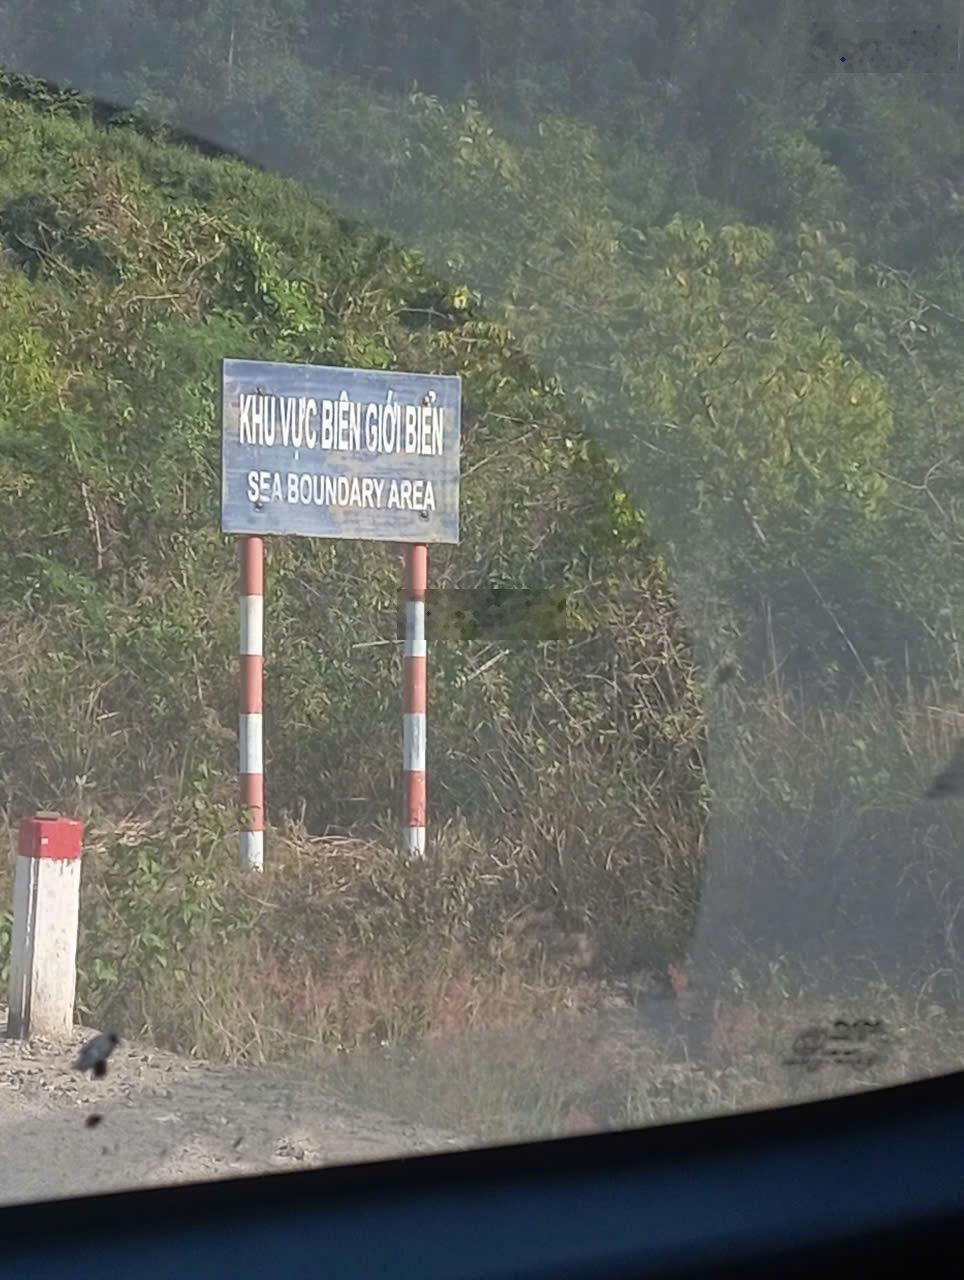 KHU VỰC BIÊN GIỚI BIỂN
SEA BOUNDARY AREA